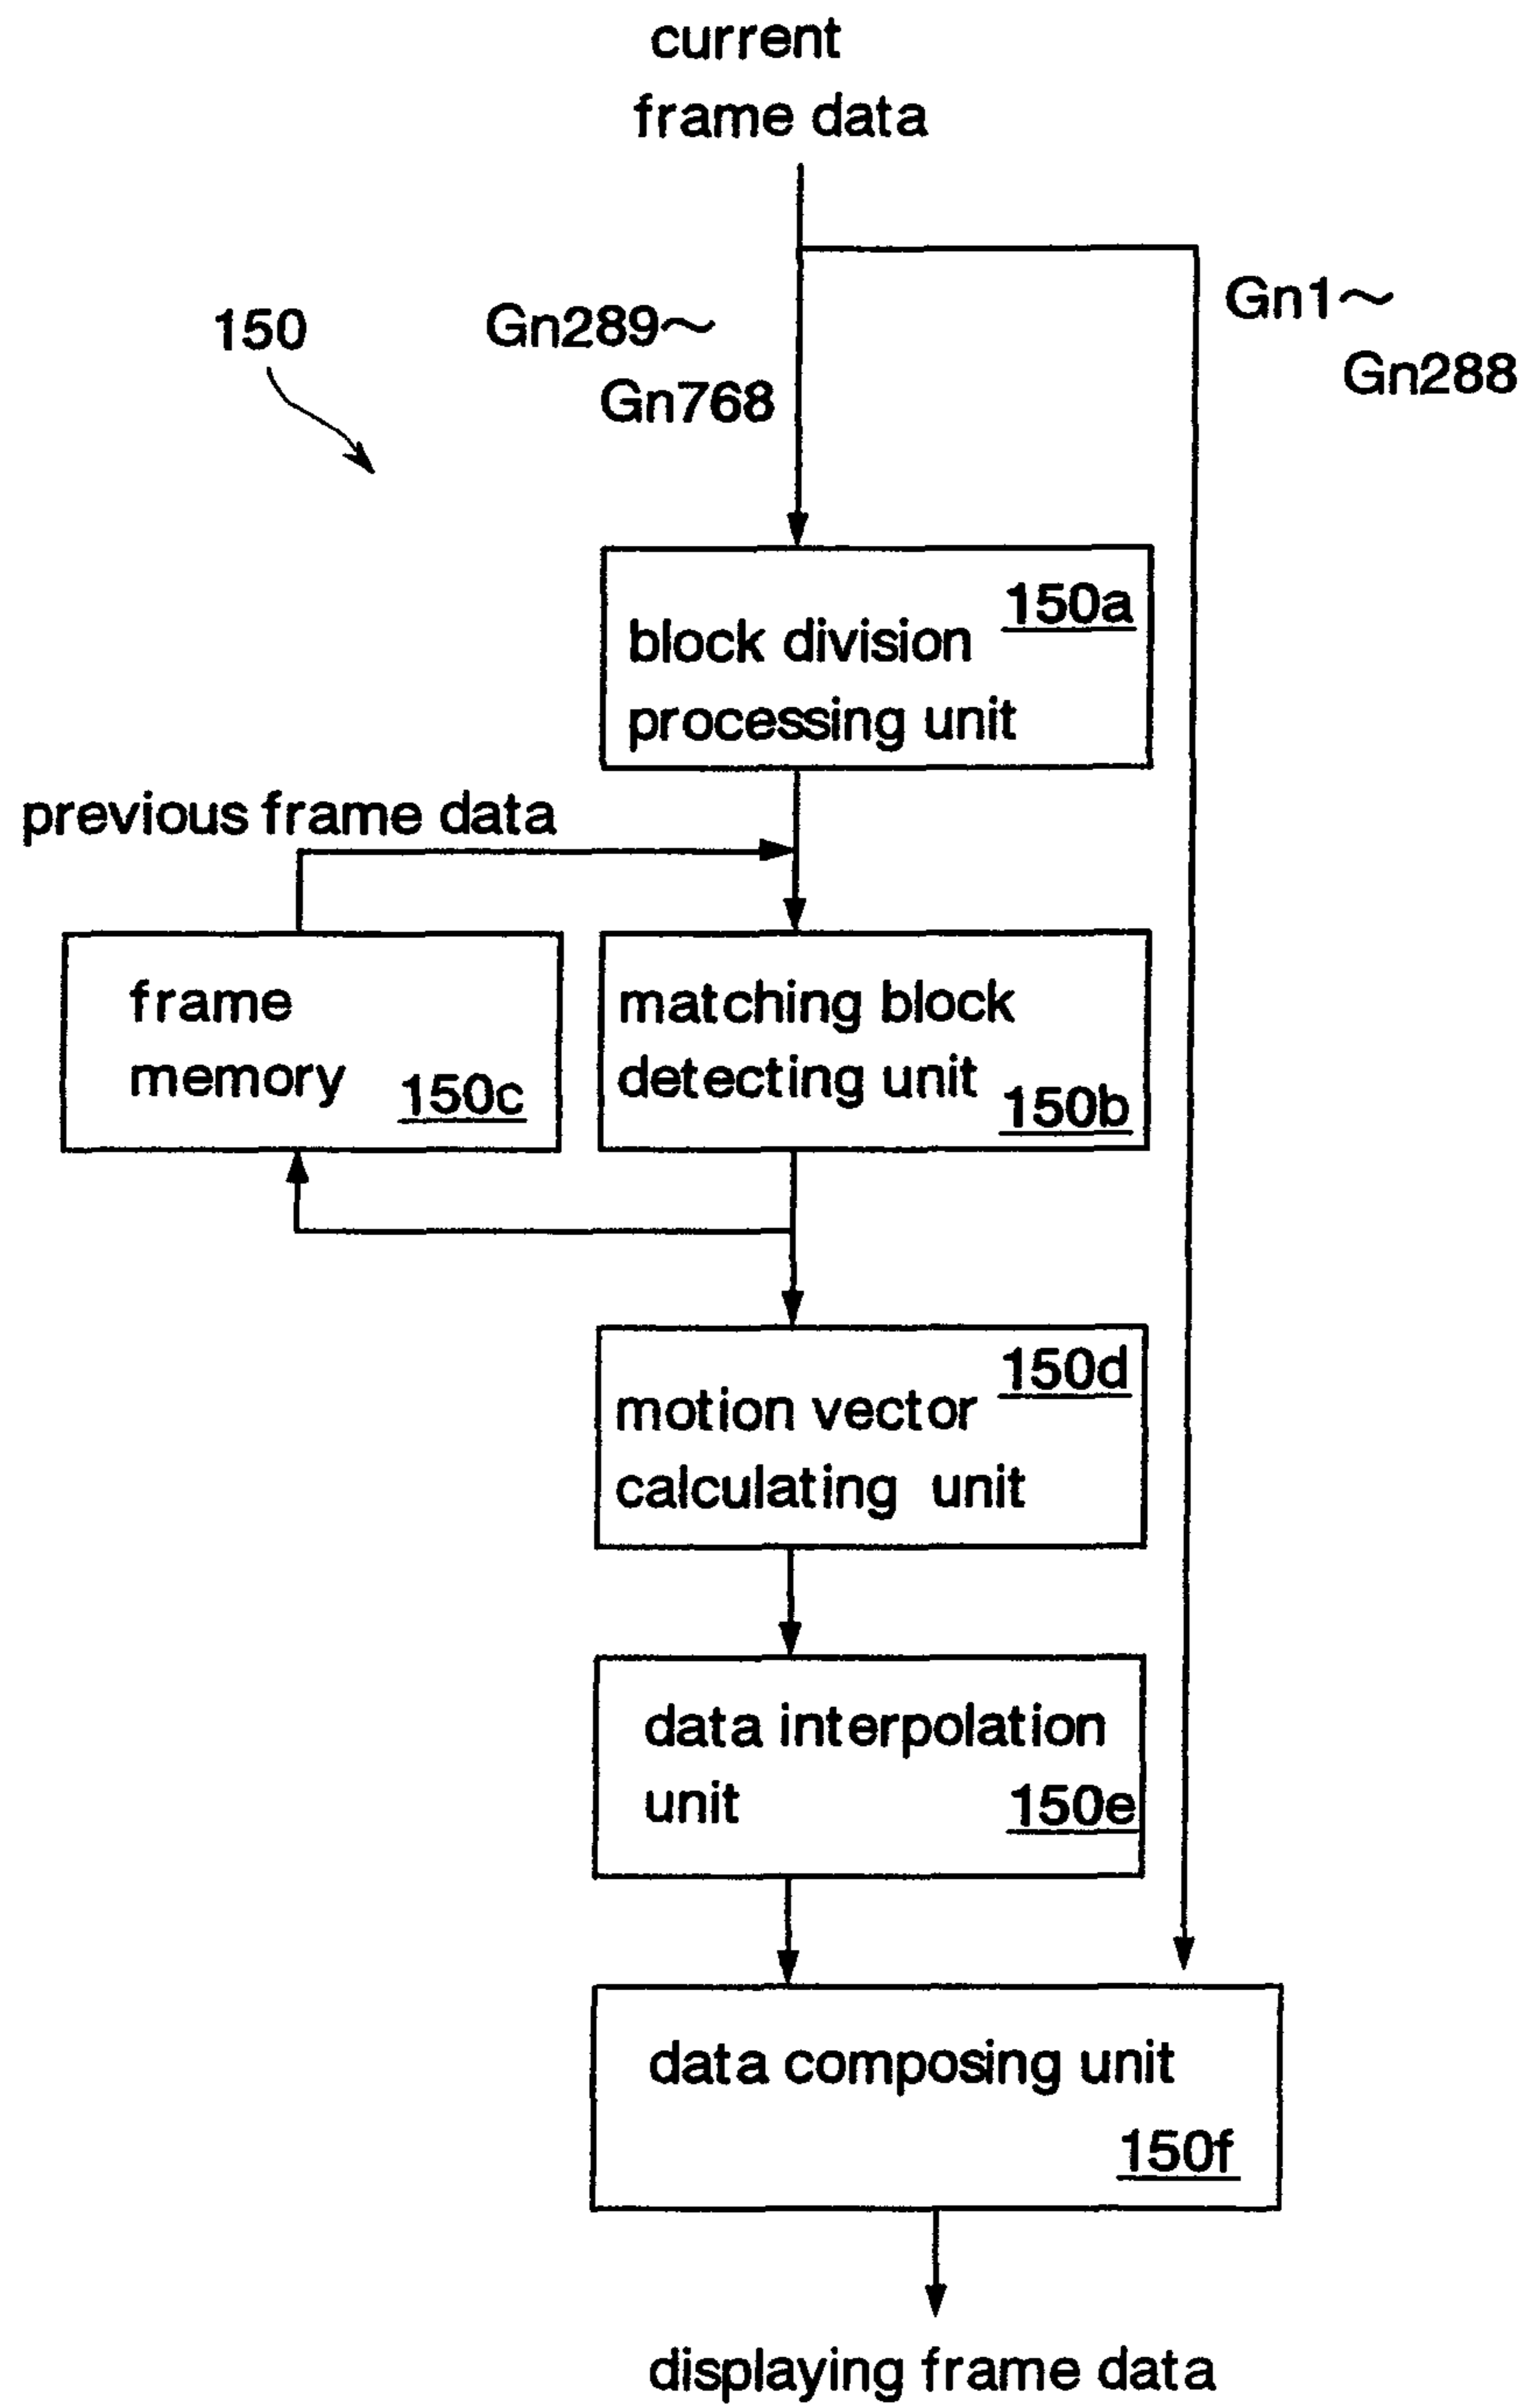 current
frame data
Gn1~
Gn288
150
Gn289~
Gn768
150a
block division
processing unit
previous frame data
frame
memory
150c
matching block
detecting unit
150b
150d
motion vector
calculating unit
data interpolation
unit
150e
data composing unit
150f
displaying frame data